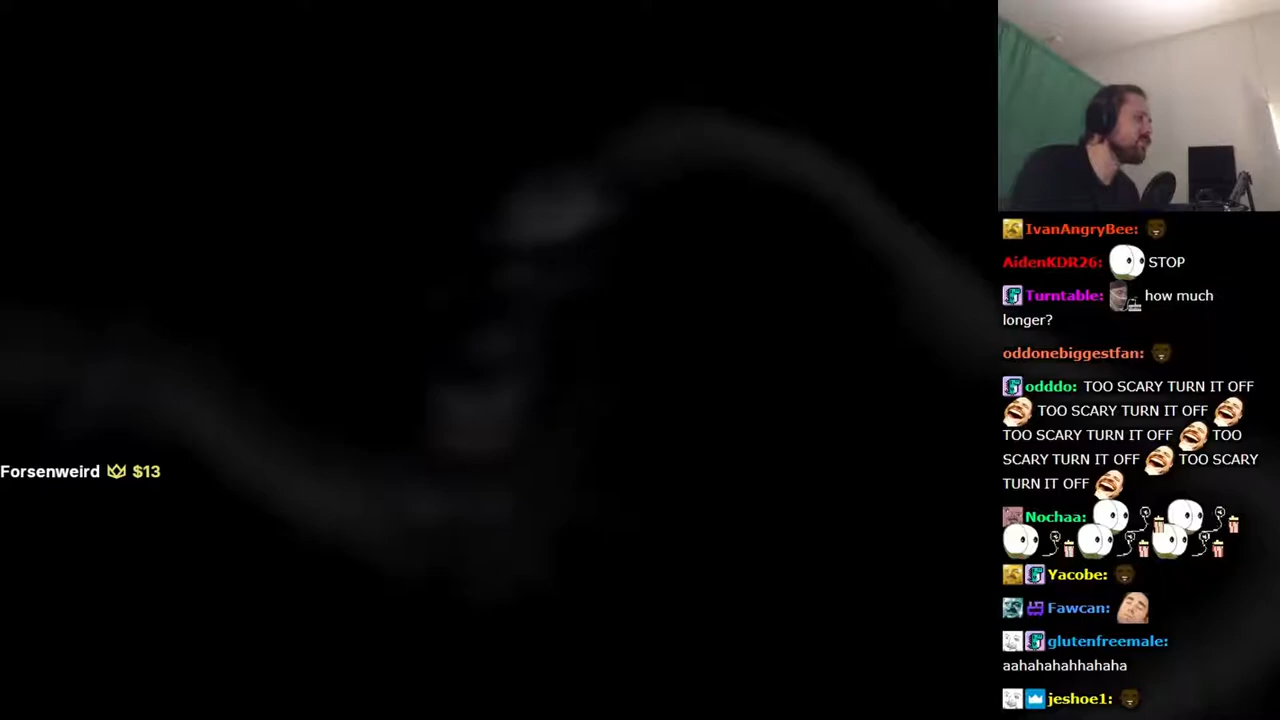 IvanAngryBee:
AidenKDR26: STOP
Turntable: how much
longer?
oddonebiggestfan:
odddo: TOO SCARY TURN IT OFF
TOO SCARY TURN IT OFF
TOO SCARY TURN IT OFF TOO
SCARY TURN IT OFF TOO SCARY
TURN IT OFF
Forsenweird $13
Nochaa:
Yacobe:
Fawcan:
glutenfreemale:
aahahahahhahaha
jeshoe1: